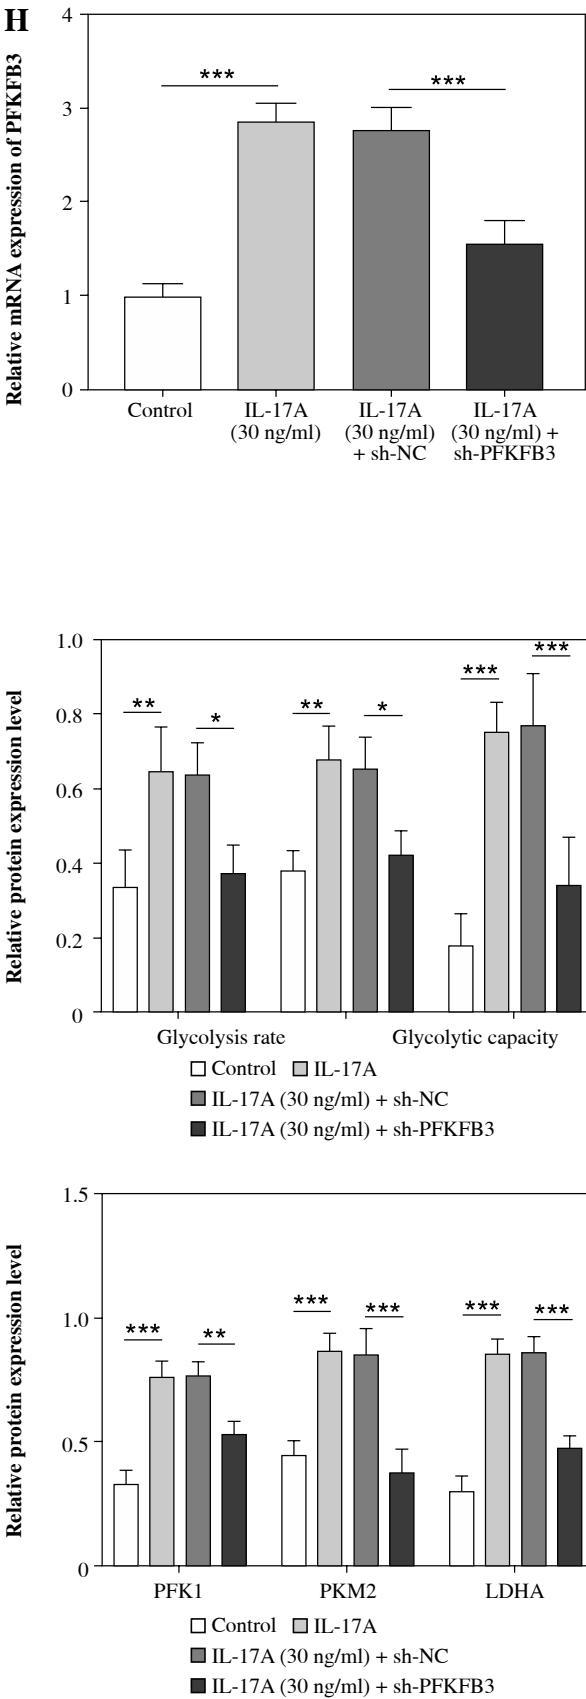 H
Relative mRNA expression of PFKFB3
4
3
2
1
0
***
***
Control
IL-17A
(30 ng/ml)
IL-17A
(30 ng/ml)
+ sh-NC
IL-17A
(30 ng/ml) +
sh-PFKFB3
Relative protein expression level
1.0
0.8
0.6
0.4
0.2
0
**
*
**
*
***
***
Glycolysis rate
Glycolytic capacity
Control IL-17A
IL-17A (30 ng/ml) + sh-NC
IL-17A (30 ng/ml) + sh-PFKFB3
Relative protein expression level
1.5
1.0
0.5
0
***
**
***
***
***
***
PFK1
PKM2
LDHA
Control IL-17A
IL-17A (30 ng/ml) + sh-NC
IL-17A (30 ng/ml) + sh-PFKFB3